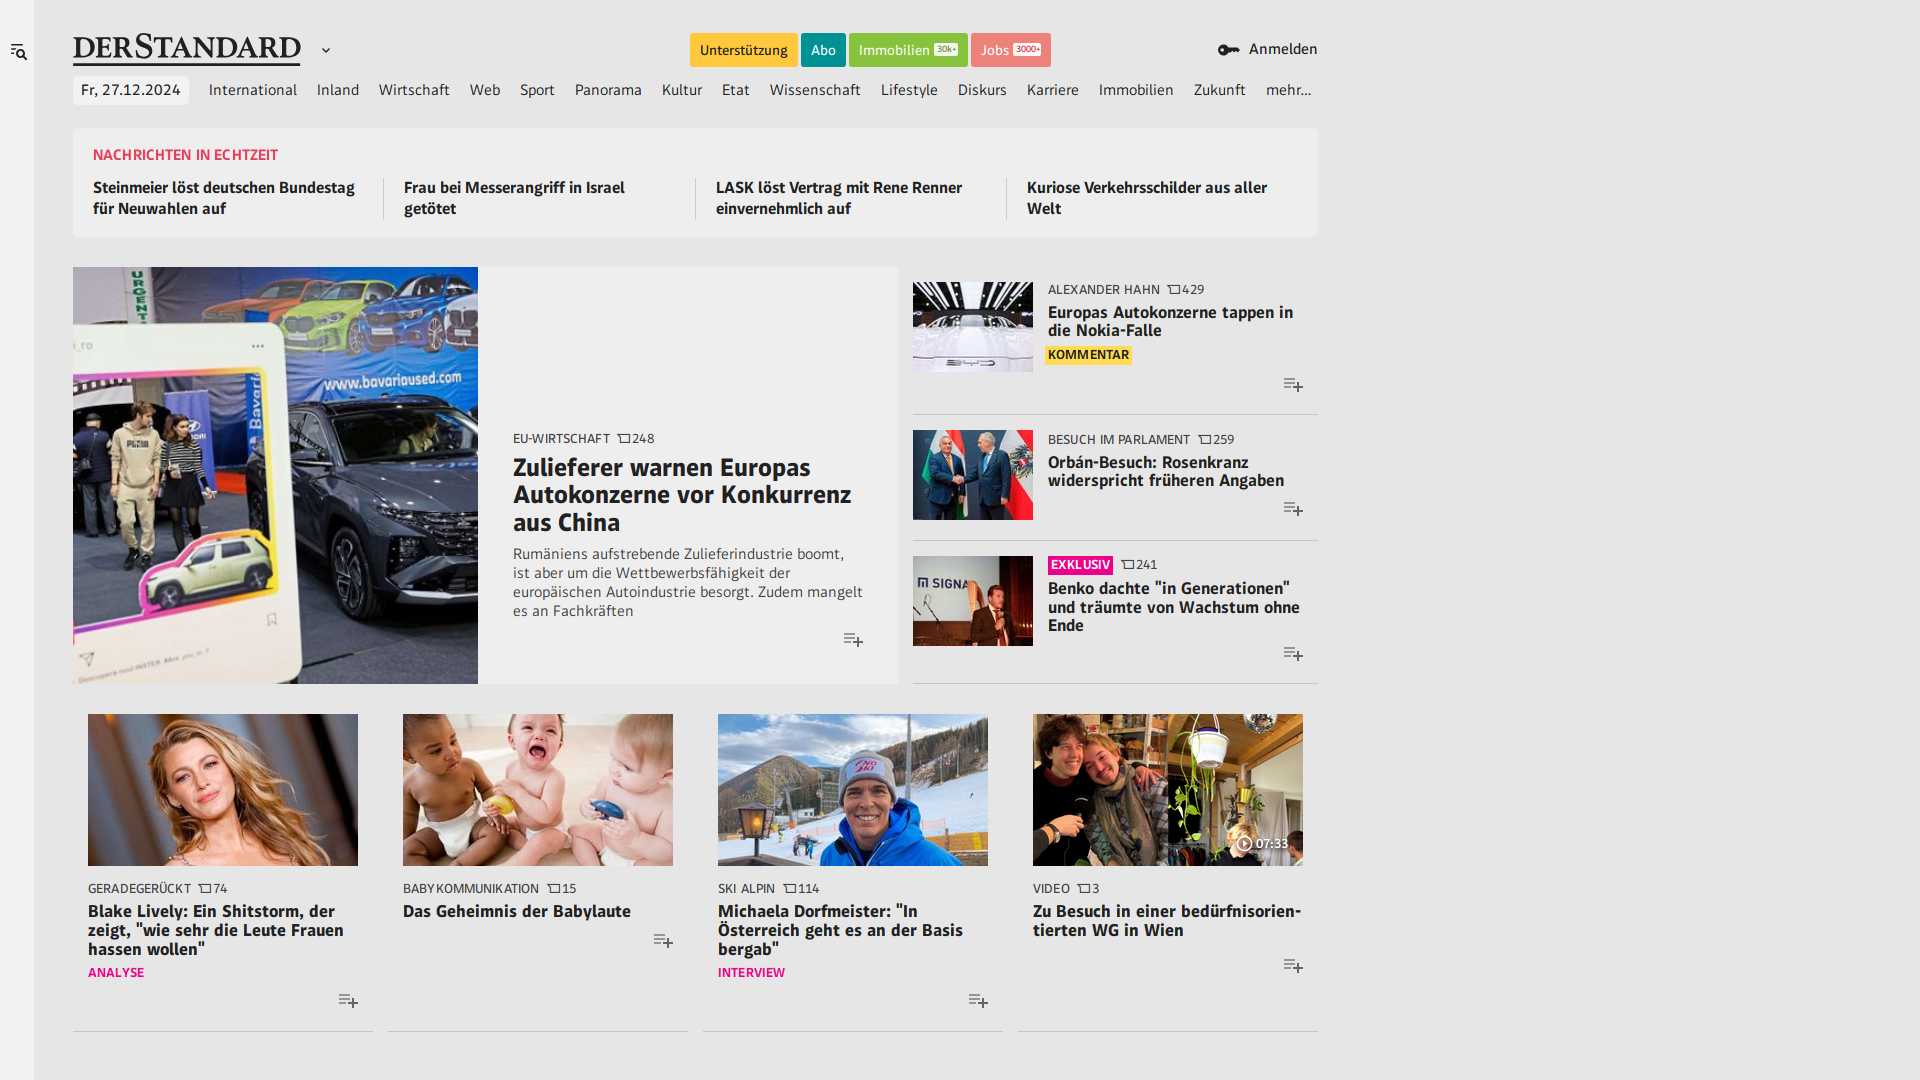 DERSTANDARD
Unterstützung
Abo
Immobilien 30k+
Jobs 3000+
Anmelden
Fr, 27.12.2024
International
Inland
Wirtschaft
Web
Sport
Panorama
Kultur
Etat
Wissenschaft
Lifestyle
Diskurs
Karriere
Immobilien
Zukunft
mehr...
NACHRICHTEN IN ECHTZEIT
Steinmeier löst deutschen Bundestag
für Neuwahlen auf
Frau bei Messerangriff in Israel
getötet
LASK löst Vertrag mit Rene Renner
einvernehmlich auf
Kuriose Verkehrsschilder aus aller
Welt
URGENT
www.bavariaused.com
Bavaria
EU-WIRTSCHAFT 248
Zulieferer warnen Europas
Autokonzerne vor Konkurrenz
aus China
Rumäniens aufstrebende Zulieferindustrie boomt,
ist aber um die Wettbewerbsfähigkeit der
europäischen Autoindustrie besorgt. Zudem mangelt
es an Fachkräften
BYD
ALEXANDER HAHN 429
Europas Autokonzerne tappen in
die Nokia-Falle
KOMMENTAR
BESUCH IM PARLAMENT 259
Orbán-Besuch: Rosenkranz
widerspricht früheren Angaben
SIGNA
EXKLUSIV 241
Benko dachte "in Generationen"
und träumte von Wachstum ohne
Ende
GERADEGERÜCKT 74
Blake Lively: Ein Shitstorm, der
zeigt, "wie sehr die Leute Frauen
hassen wollen"
ANALYSE
BABYKOMMUNIKATION 15
Das Geheimnis der Babylaute
SKI ALPIN 114
Michaela Dorfmeister: "In
Österreich geht es an der Basis
bergab"
INTERVIEW
07:33
VIDEO 3
Zu Besuch in einer bedürfnisorien-
tierten WG in Wien